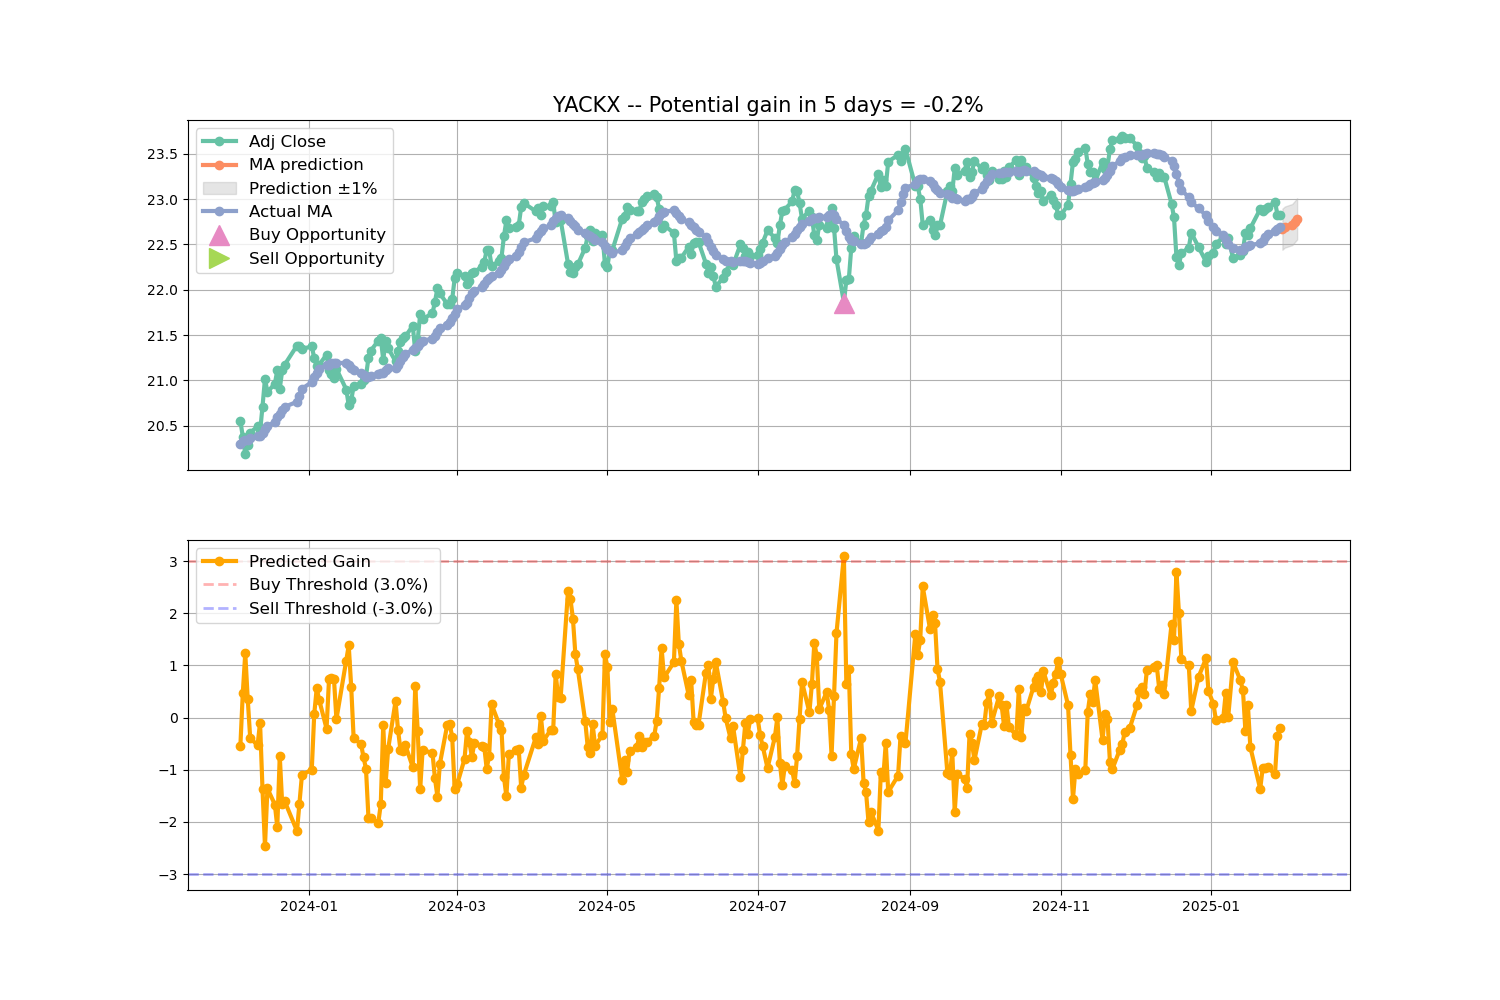 YACKX -- Potential gain in 5 days = -0.2%
Adj Close
MA prediction
Prediction ±1%
Actual MA
Buy Opportunity
Sell Opportunity
23.5
23.0
22.5
22.0
21.5
21.0
20.5
Predicted Gain
Buy Threshold (3.0%)
Sell Threshold (-3.0%)
3
2
1
0
−1
−2
−3
2024-01 2024-03 2024-05 2024-07 2024-09 2024-11 2025-01